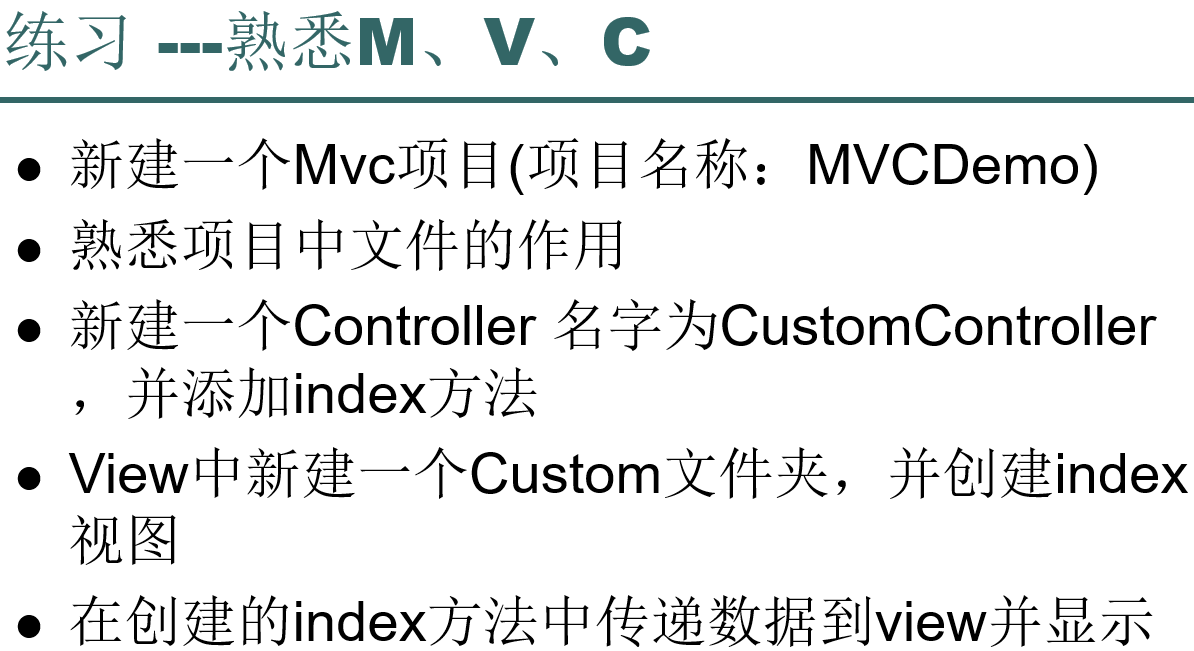 练习 ---熟悉M、V、C
● 新建一个Mvc项目(项目名称：MVCDemo)
● 熟悉项目中文件的作用
● 新建一个Controller 名字为CustomController
，并添加index方法
● View中新建一个Custom文件夹，并创建index
视图
● 在创建的index方法中传递数据到view并显示